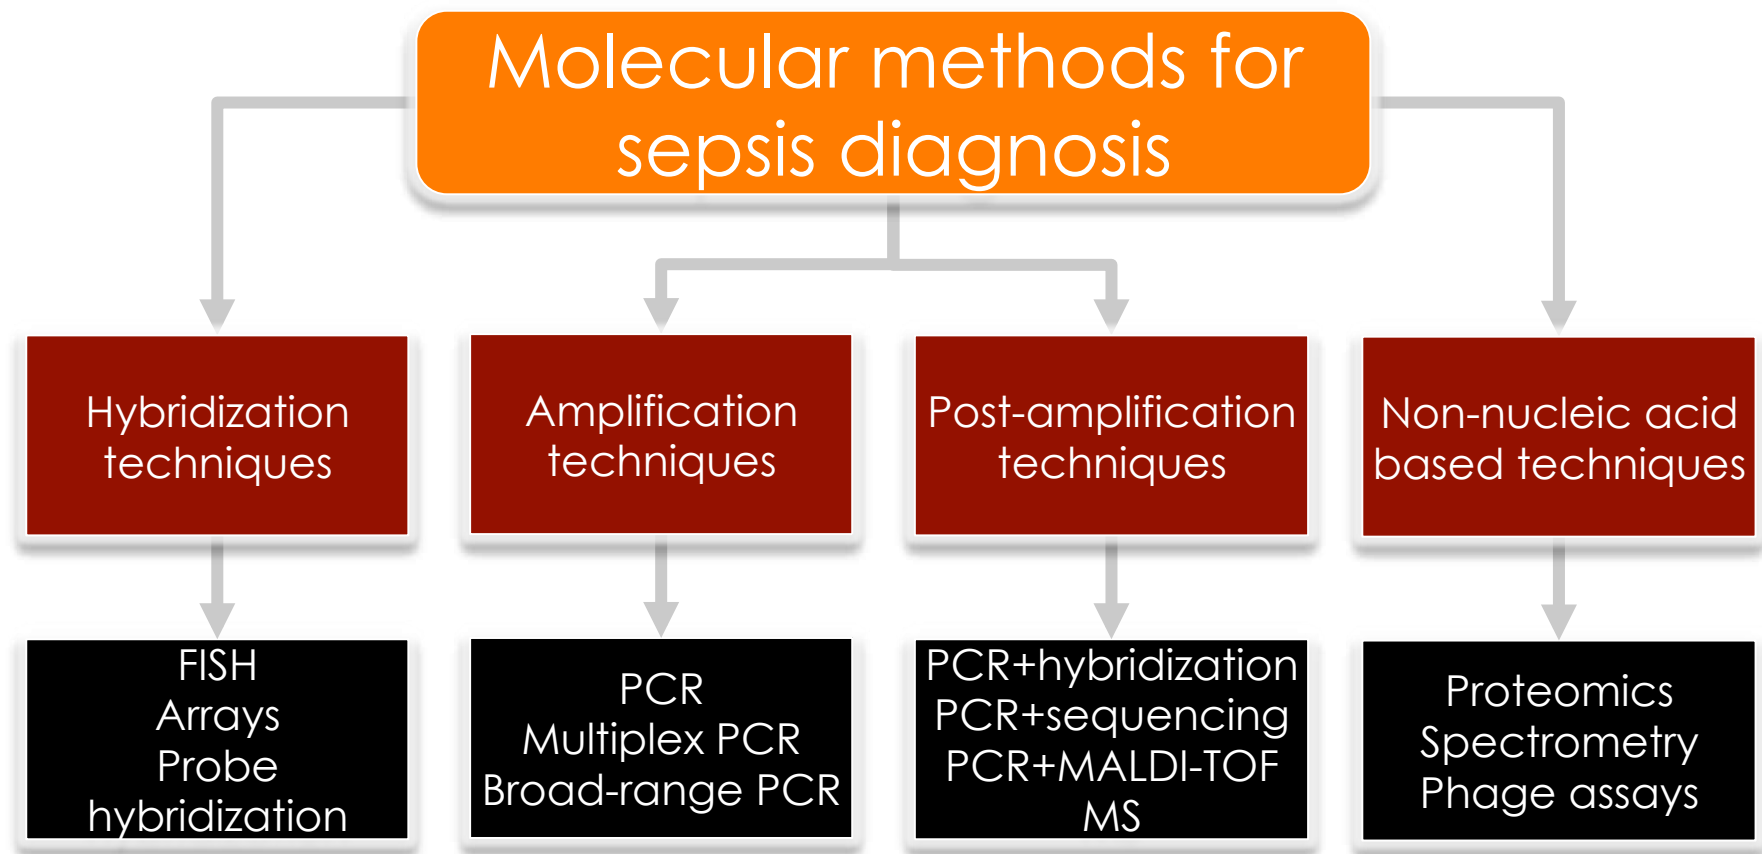 Molecular methods for
sepsis diagnosis
Hybridization
techniques
Amplification
techniques
Post-amplification
techniques
Non-nucleic acid
based techniques
FISH
Arrays
Probe
hybridization
PCR
Multiplex PCR
Broad-range PCR
PCR+hybridization
PCR+sequencing
PCR+MALDI-TOF
MS
Proteomics
Spectrometry
Phage assays